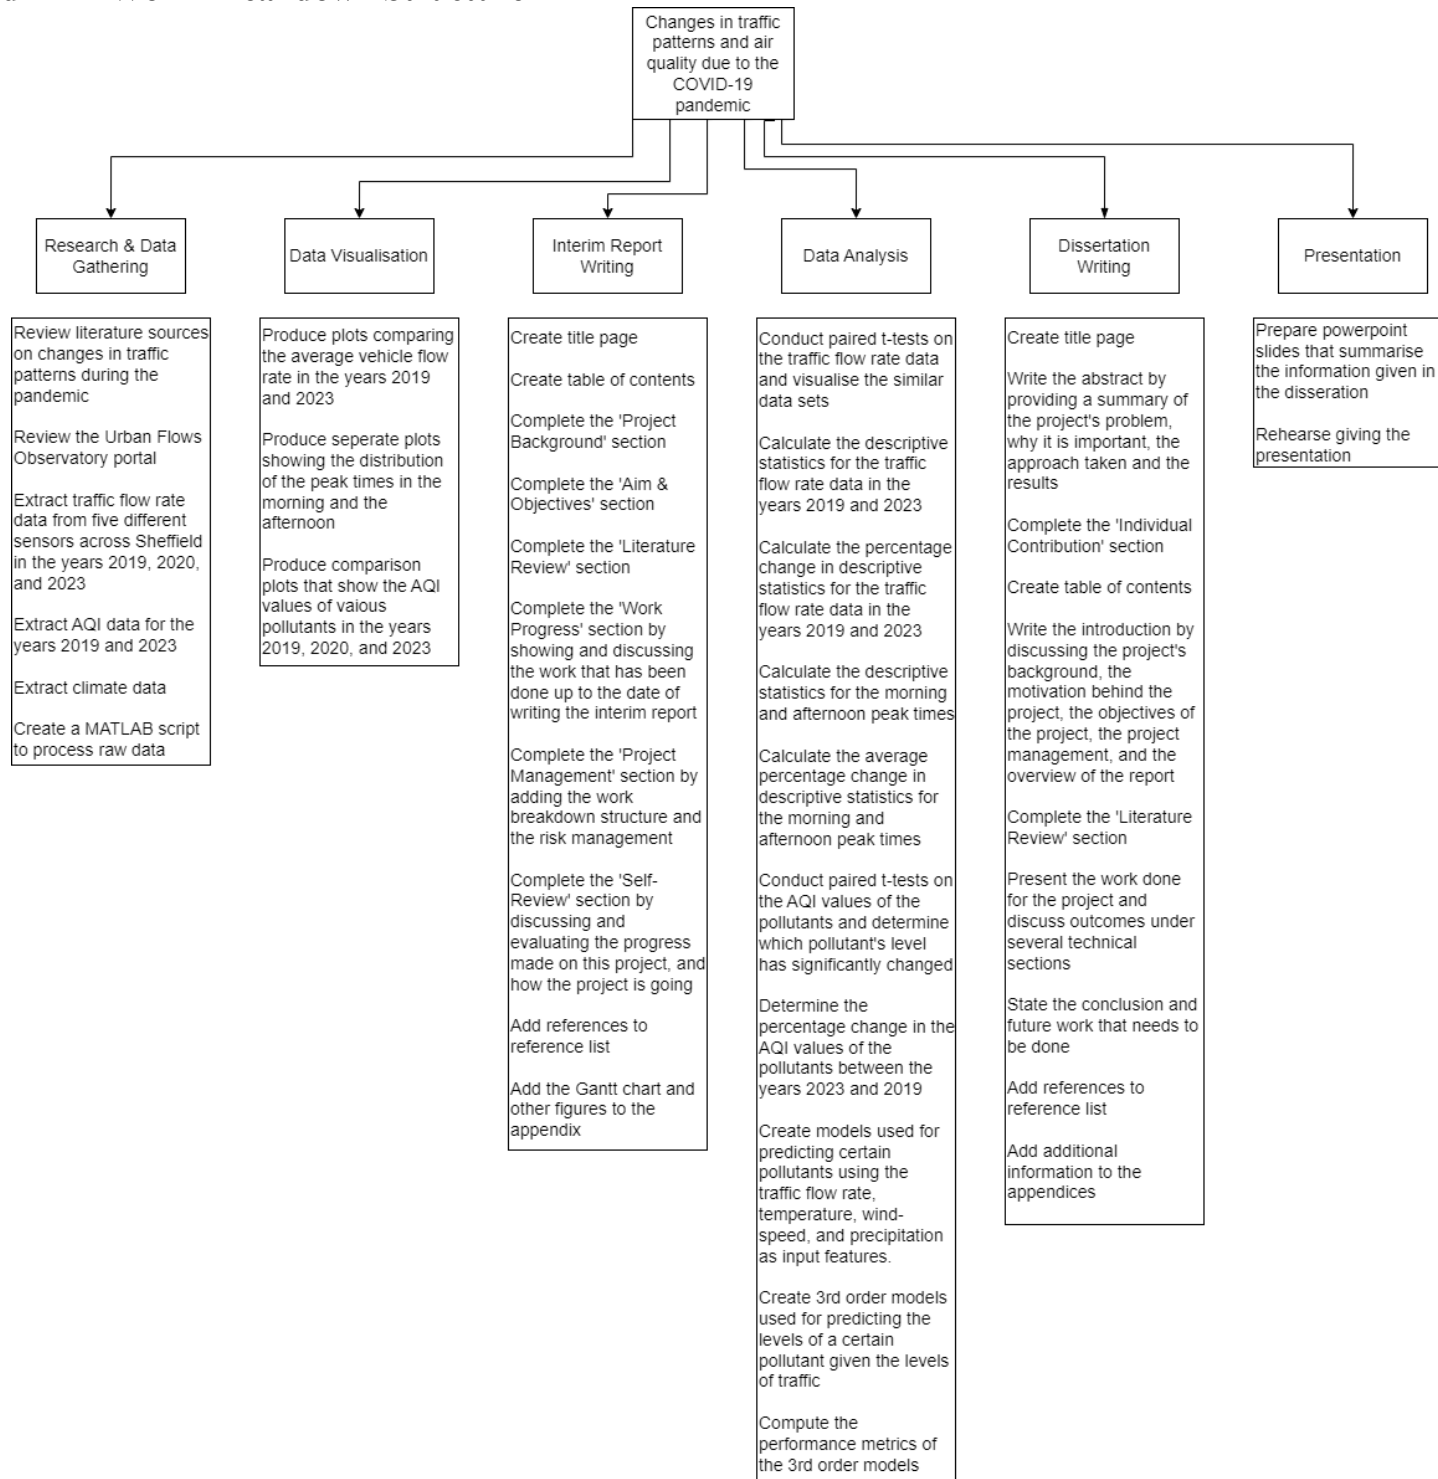 Changes in traffic
patterns and air
quality due to the
COVID-19
pandemic
Research & Data
Gathering
Data Visualisation
Interim Report
Writing
Data Analysis
Dissertation
Writing
Presentation
Review literature sources
on changes in traffic
patterns during the
pandemic
Review the Urban Flows
Observatory portal
Extract traffic flow rate
data from five different
sensors across Sheffield
in the years 2019, 2020,
and 2023
Extract AQI data for the
years 2019 and 2023
Extract climate data
Create a MATLAB script
to process raw data
Produce plots comparing
the average vehicle flow
rate in the years 2019
and 2023
Produce seperate plots
showing the distribution
of the peak times in the
morning and the
afternoon
Produce comparison
plots that show the AQI
values of vaious
pollutants in the years
2019, 2020, and 2023
Create title page
Create table of contents
Complete the 'Project
Background' section
Complete the 'Aim &
Objectives' section
Complete the 'Literature
Review' section
Complete the 'Work
Progress' section by
showing and discussing
the work that has been
done up to the date of
writing the interim report
Complete the 'Project
Management' section by
adding the work
breakdown structure and
the risk management
Complete the 'Self-
Review' section by
discussing and
evaluating the progress
made on this project, and
how the project is going
Add references to
reference list
Add the Gantt chart and
other figures to the
appendix
Conduct paired t-tests on
the traffic flow rate data
and visualise the similar
data sets
Calculate the descriptive
statistics for the traffic
flow rate data in the
years 2019 and 2023
Calculate the percentage
change in descriptive
statistics for the traffic
flow rate data in the
years 2019 and 2023
Calculate the descriptive
statistics for the morning
and afternoon peak times
Calculate the average
percentage change in
descriptive statistics for
the morning and
afternoon peak times
Conduct paired t-tests on
the AQI values of the
pollutants and determine
which pollutant's level
has significantly changed
Determine the
percentage change in the
AQI values of the
pollutants between the
years 2023 and 2019
Create models used for
predicting certain
pollutants using the
traffic flow rate,
temperature, wind-
speed, and precipitation
as input features.
Create 3rd order models
used for predicting the
levels of a certain
pollutant given the levels
of traffic
Compute the
performance metrics of
the 3rd order models
Create title page
Write the abstract by
providing a summary of
the project's problem,
why it is important, the
approach taken and the
results
Complete the 'Individual
Contribution' section
Create table of contents
Write the introduction by
discussing the project's
background, the
motivation behind the
project, the objectives of
the project, the project
management, and the
overview of the report
Complete the 'Literature
Review' section
Present the work done
for the project and
discuss outcomes under
several technical
sections
State the conclusion and
future work that needs to
be done
Add references to
reference list
Add additional
information to the
appendices
Prepare powerpoint
slides that summarise
the information given in
the disseration
Rehearse giving the
presentation